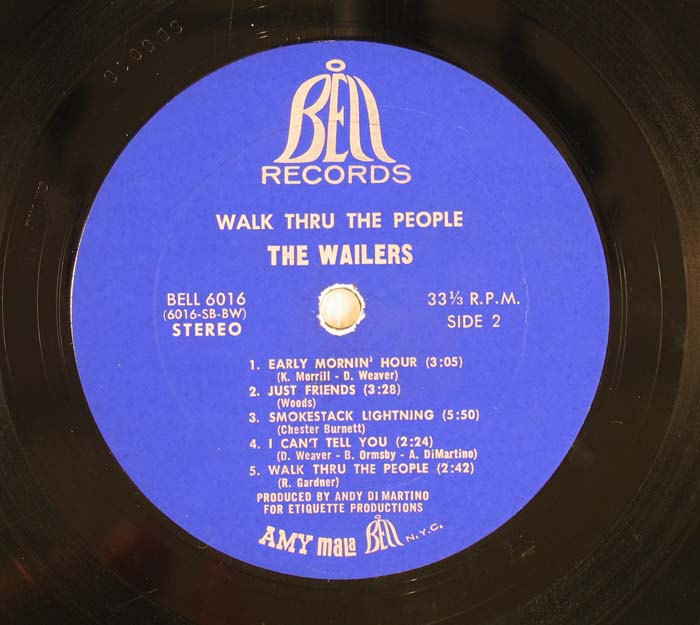 BELL
RECORDS
WALK THRU THE PEOPLE
THE WAILERS
BELL 6016
(6016-SB-BW)
STEREO
33⅓ R.P.M.
SIDE 2
1. EARLY MORNIN' HOUR (3:05)
(K. Morrill - D. Weaver)
2. JUST FRIENDS (3:28)
(Woods)
3. SMOKESTACK LIGHTNING (5:50)
(Chester Burnett)
4. I CAN'T TELL YOU (2:24)
(D. Weaver - B. Ormsby - A. DiMartino)
5. WALK THRU THE PEOPLE (2:42)
(R. Gardner)
PRODUCED BY ANDY DI MARTINO
FOR ETIQUETTE PRODUCTIONS
AMY mala BELL N.Y.C.